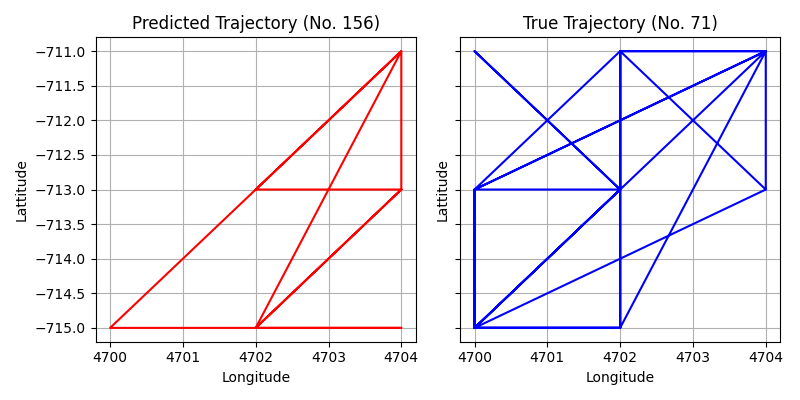 Predicted Trajectory (No. 156)
True Trajectory (No. 71)
Lattitude
−711.0
−711.5
−712.0
−712.5
−713.0
−713.5
−714.0
−714.5
−715.0
4700 4701 4702 4703 4704
Longitude
Lattitude
4700 4701 4702 4703 4704
Longitude